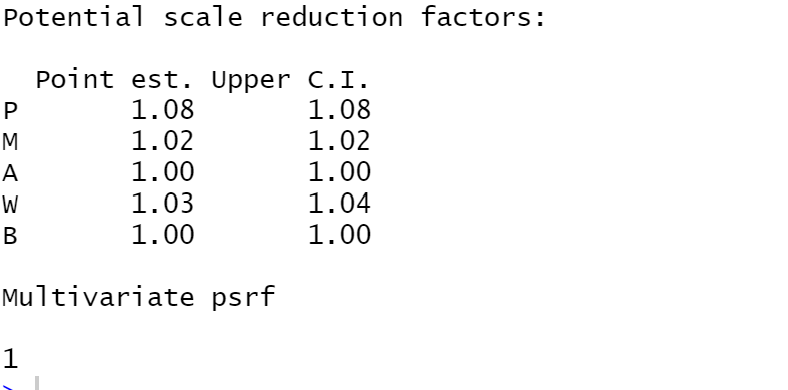 Potential scale reduction factors:
Point est. Upper C.I.
P 1.08 1.08
M 1.02 1.02
A 1.00 1.00
W 1.03 1.04
B 1.00 1.00
Multivariate psrf
1
>